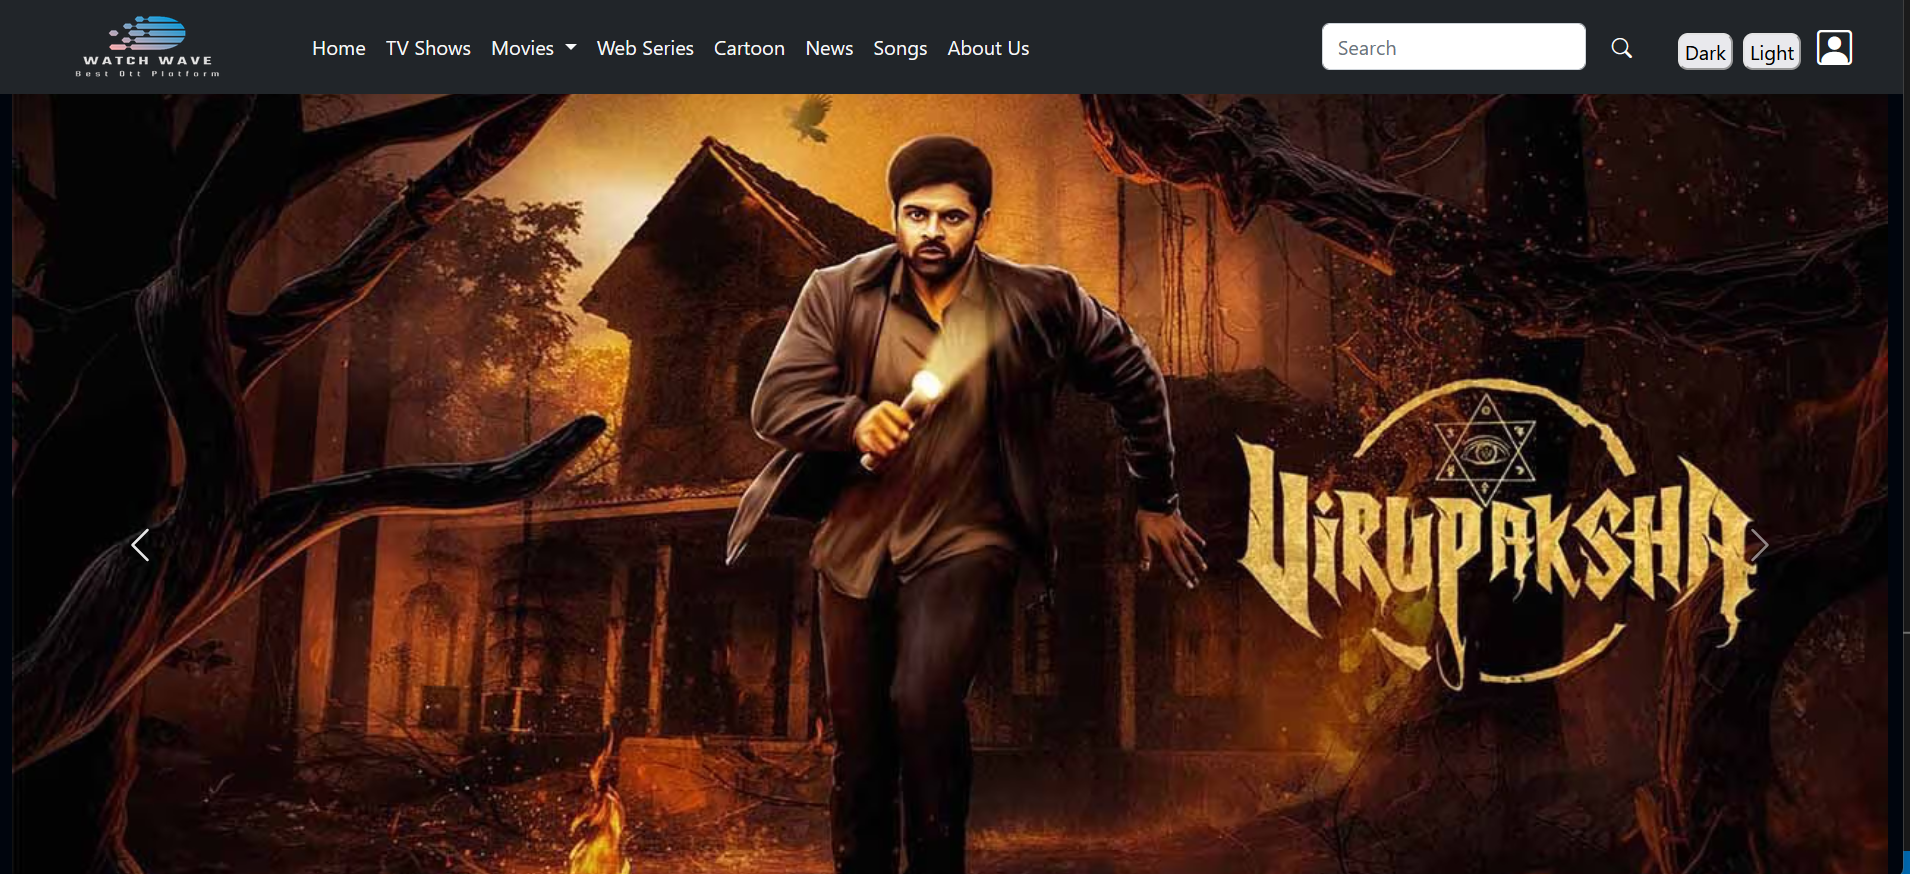 WATCH WAVE
Best Ott Platform
Home TV Shows Movies Web Series Cartoon News Songs About Us
Search
Dark Light
VIRUPAKSHA